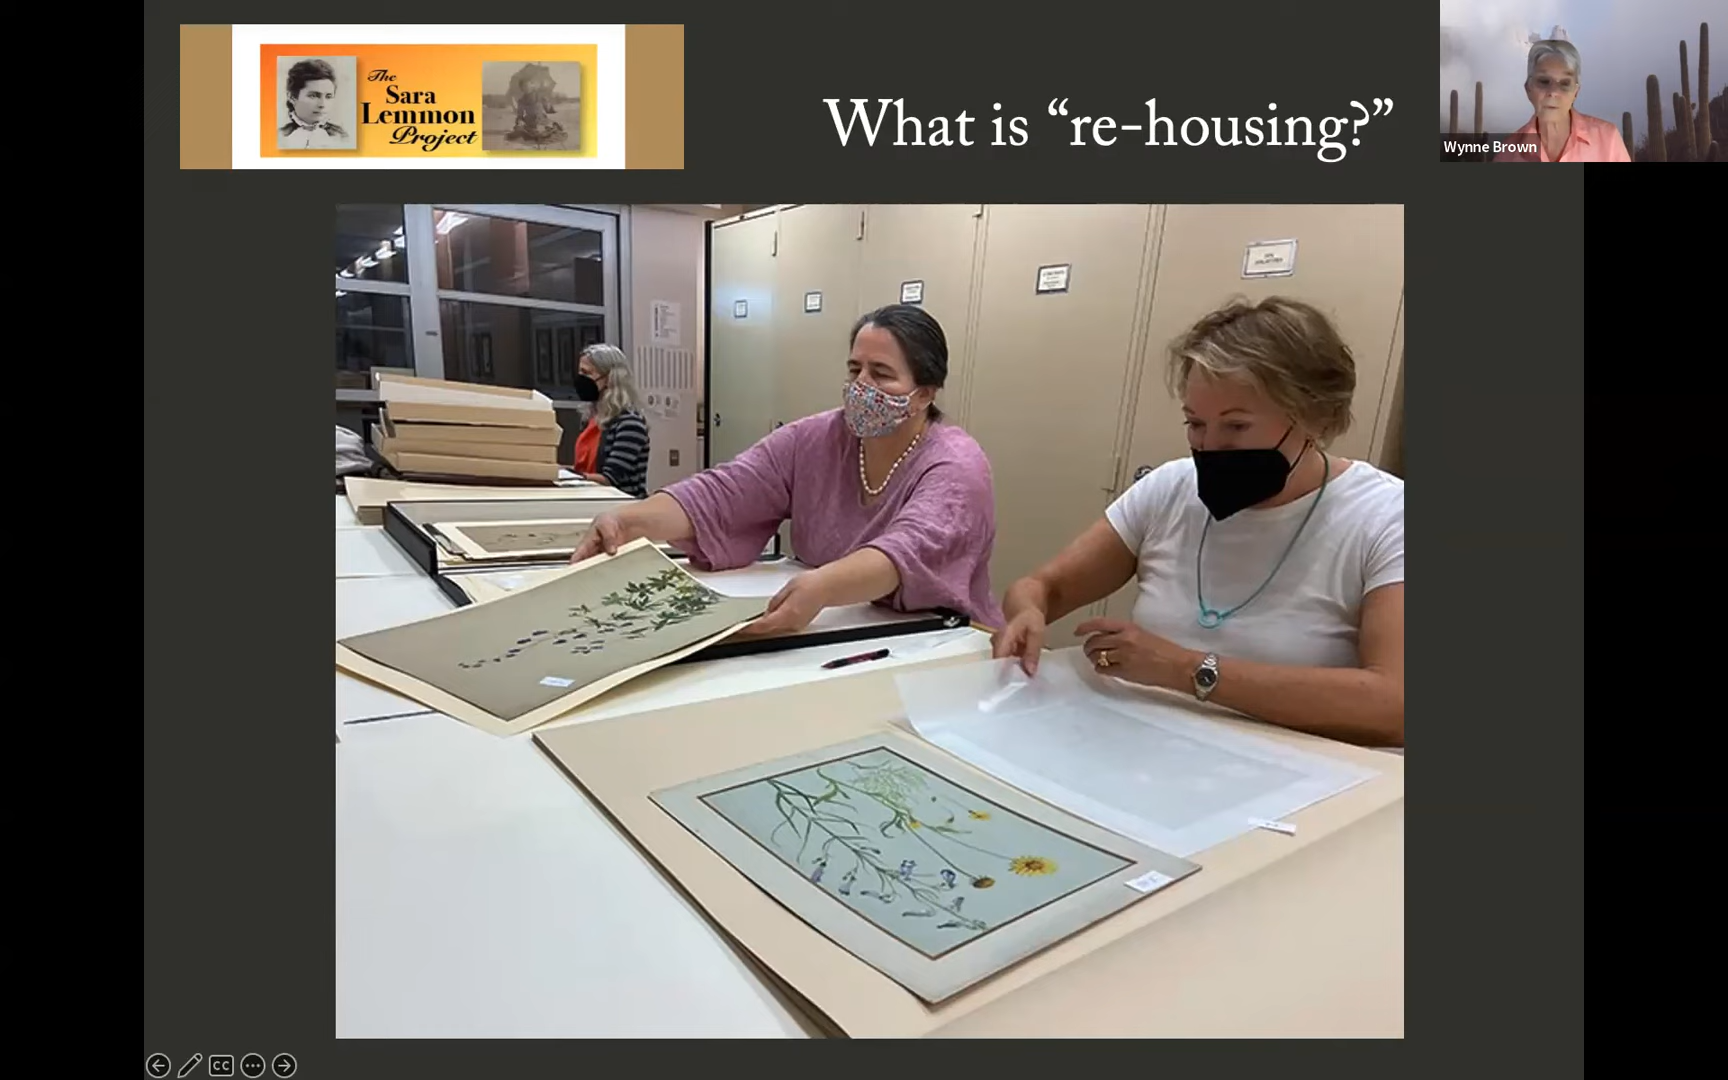 The
Sara
Lemmon
Project
What is “re-housing?”
Wynne Brown
CC